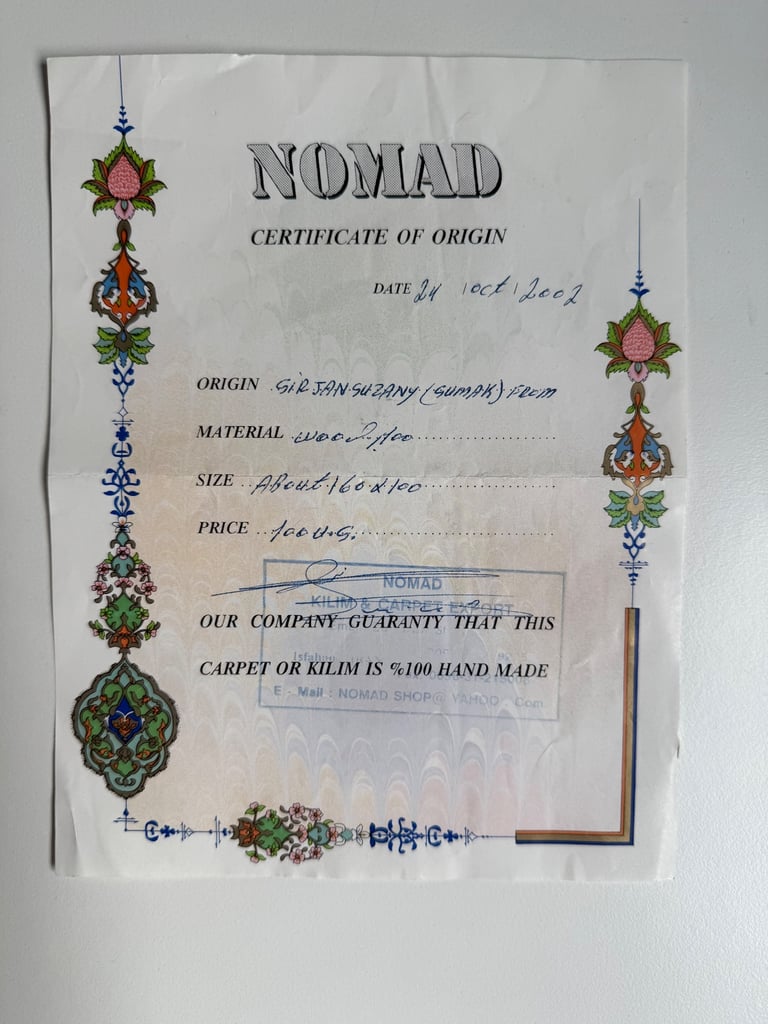 NOMAD
CERTIFICATE OF ORIGIN
DATE 24 / Oct / 2002
ORIGIN SIRJAN SUZANY (SUMAK) FROM
MATERIAL WOOL %100
SIZE About 160 x 100
PRICE 100 U.S.
NOMAD
KILIM & CARPET EXPORT
OUR COMPANY GUARANTY THAT THIS
Isfahan
CARPET OR KILIM IS %100 HAND MADE
E - Mail : NOMAD SHOP@ YAHOO . Com